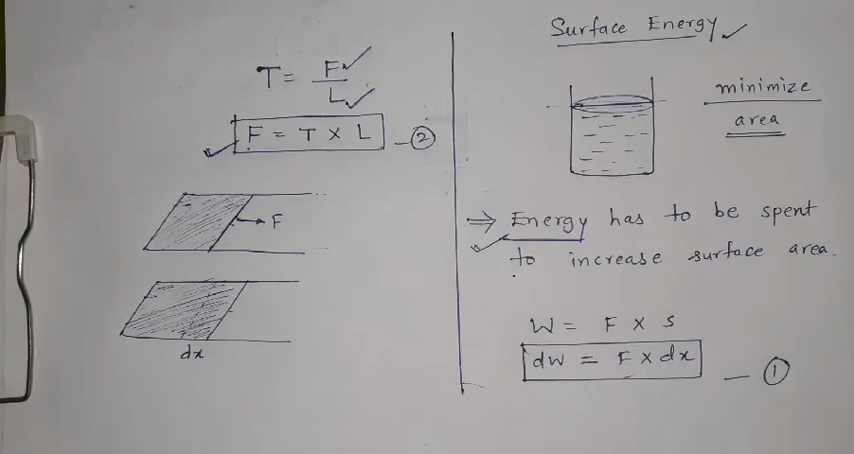 Surface Energy
minimize
area
⇒ Energy has to be spent
to increase surface area.
W = F × s
dW = F × dx — ①
T = F/L
F = T × L — ②
F
dx